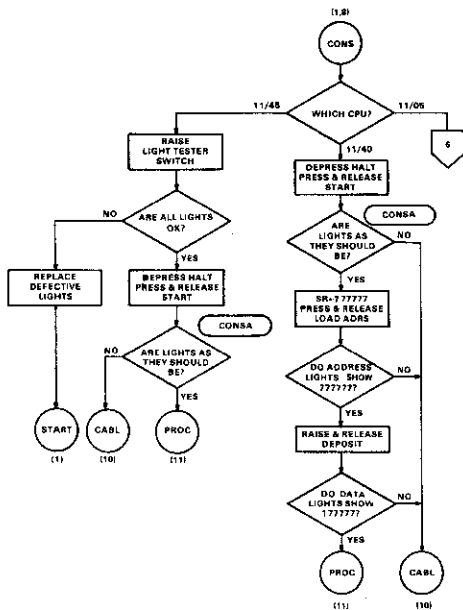 (1,9)
CONS
11/45
11/05
WHICH CPU?
11/40
6
RAISE
LIGHT TESTER
SWITCH
DEPRESS HALT
PRESS & RELEASE
START
NO
ARE ALL LIGHTS
OK?
YES
CONSA
ARE
LIGHTS AS
THEY SHOULD
BE?
NO
YES
REPLACE
DEFECTIVE
LIGHTS
DEPRESS HALT
PRESS & RELEASE
START
PRESS & RELEASE
LOAD ADRS
CONSA
NO
ARE LIGHTS AS
THEY SHOULD
BE?
YES
DO ADDRESS
LIGHTS SHOW
777777?
NO
YES
START
CABL
PROC
(1)
(10)
(11)
RAISE & RELEASE
DEPOSIT
DO DATA
LIGHTS SHOW
177777?
NO
YES
PROC
CABL
(11)
(10)